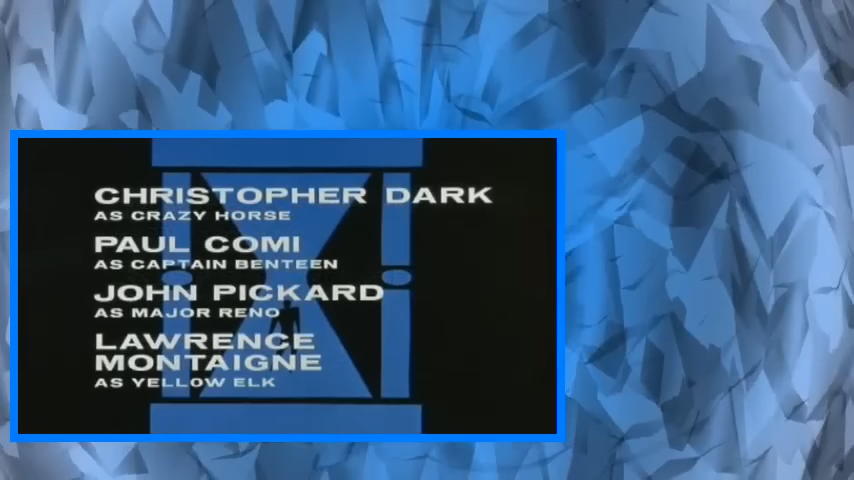 CHRISTOPHER DARK
AS CRAZY HORSE
PAUL COMI
AS CAPTAIN BENTEEN
JOHN PICKARD
AS MAJOR RENO
LAWRENCE
MONTAIGNE
AS YELLOW ELK